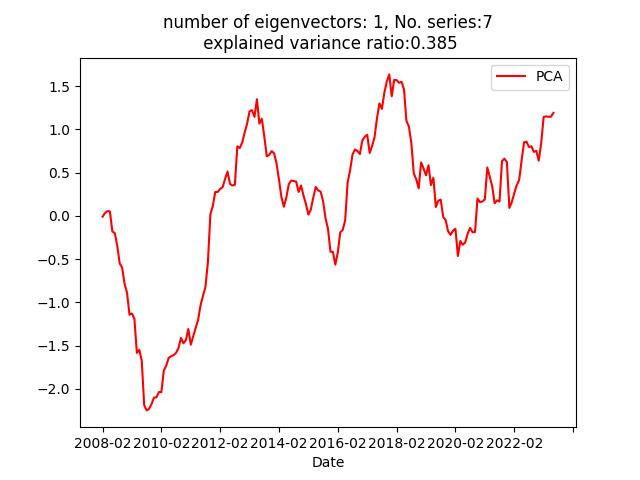 number of eigenvectors: 1, No. series:7
explained variance ratio:0.385
PCA
1.5
1.0
0.5
0.0
−0.5
−1.0
−1.5
−2.0
2008-02 2010-02 2012-02 2014-02 2016-02 2018-02 2020-02 2022-02
Date